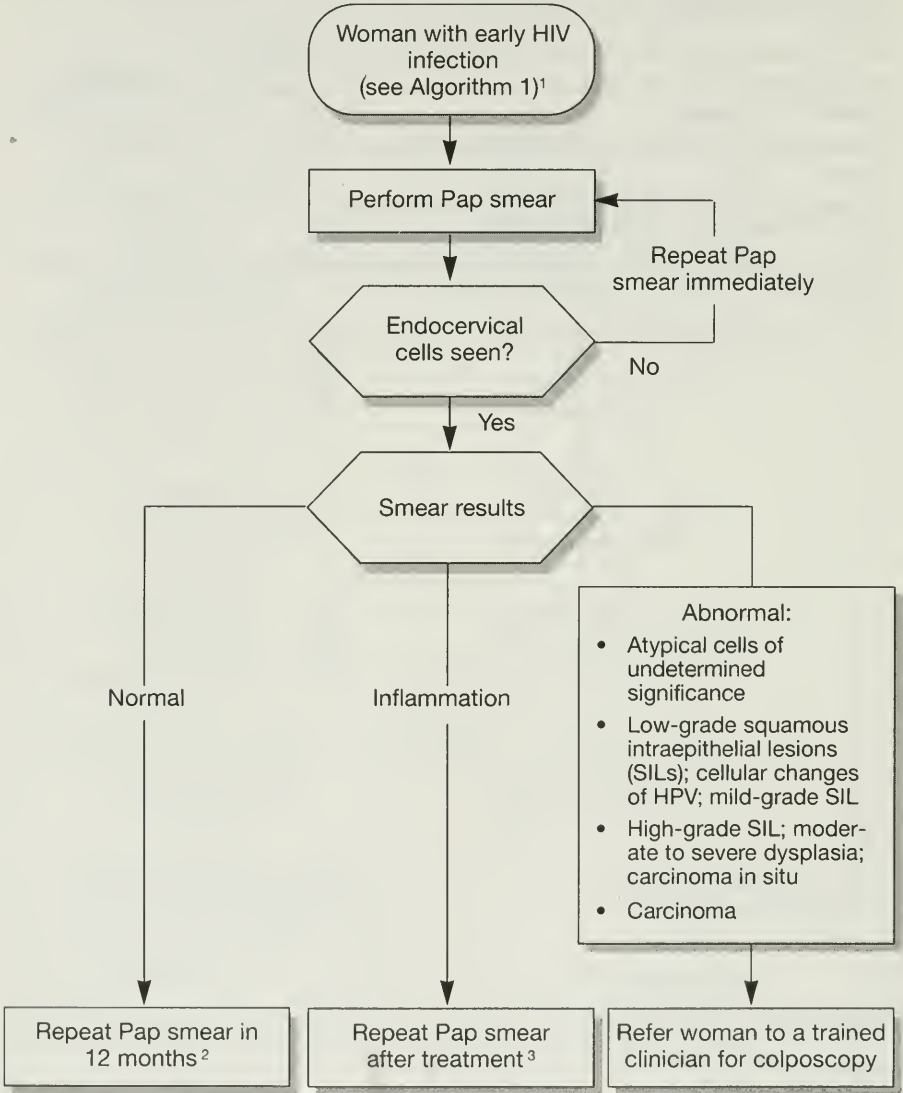 Woman with early HIV
infection
(see Algorithm 1)¹
Perform Pap smear
Repeat Pap
smear immediately
Endocervical
cells seen?
No
Yes
Smear results
Normal
Inflammation
Abnormal:
• Atypical cells of
undetermined
significance
• Low-grade squamous
intraepithelial lesions
(SILs); cellular changes
of HPV; mild-grade SIL
• High-grade SIL; moder-
ate to severe dysplasia;
carcinoma in situ
• Carcinoma
Repeat Pap smear in
12 months²
Repeat Pap smear
after treatment³
Refer woman to a trained
clinician for colposcopy